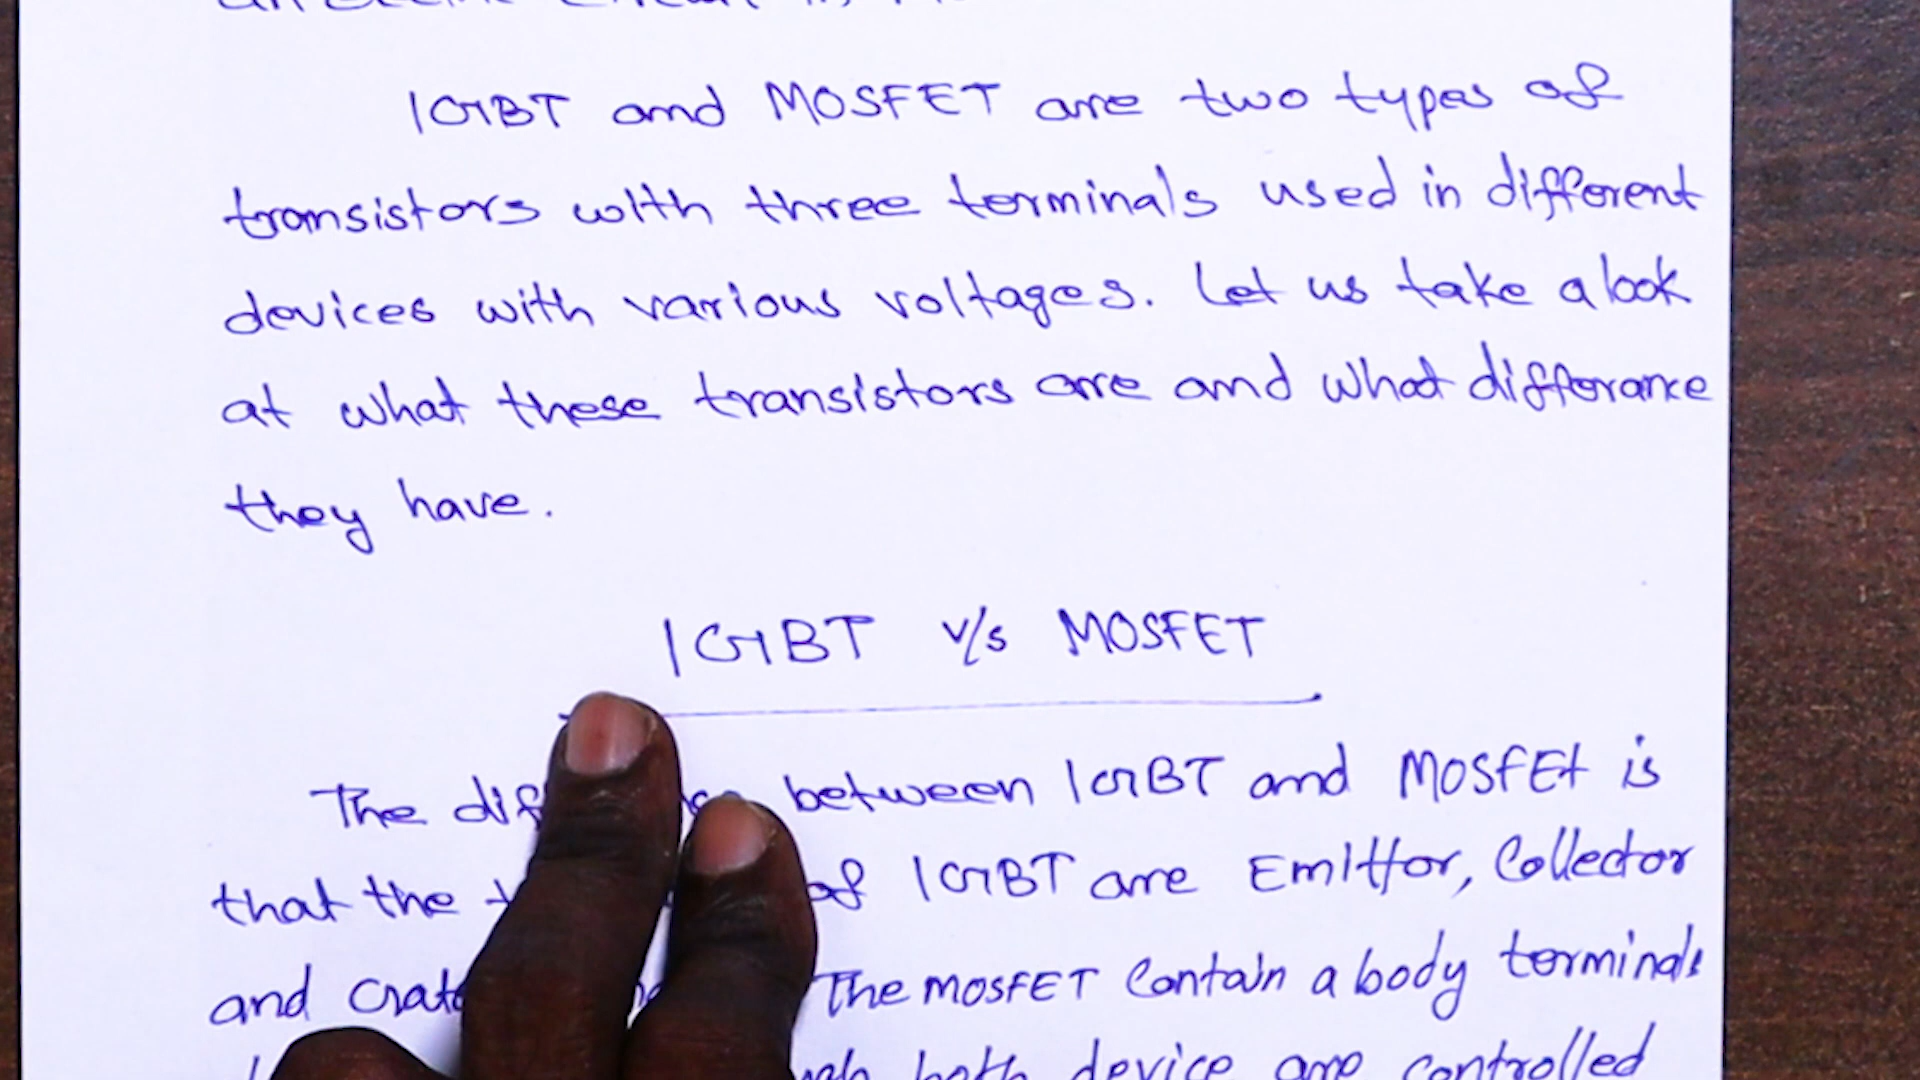 IGBT and MOSFET are two types of
transistors with three terminals used in different
devices with various voltages. Let us take a look
at what these transistors are and what differance
they have.
IGBT v/s MOSFET
The between IGBT and MOSFET is
that the of IGBT are Emitter, Collector
and The MOSFET Contain a body terminals
both device are controlled